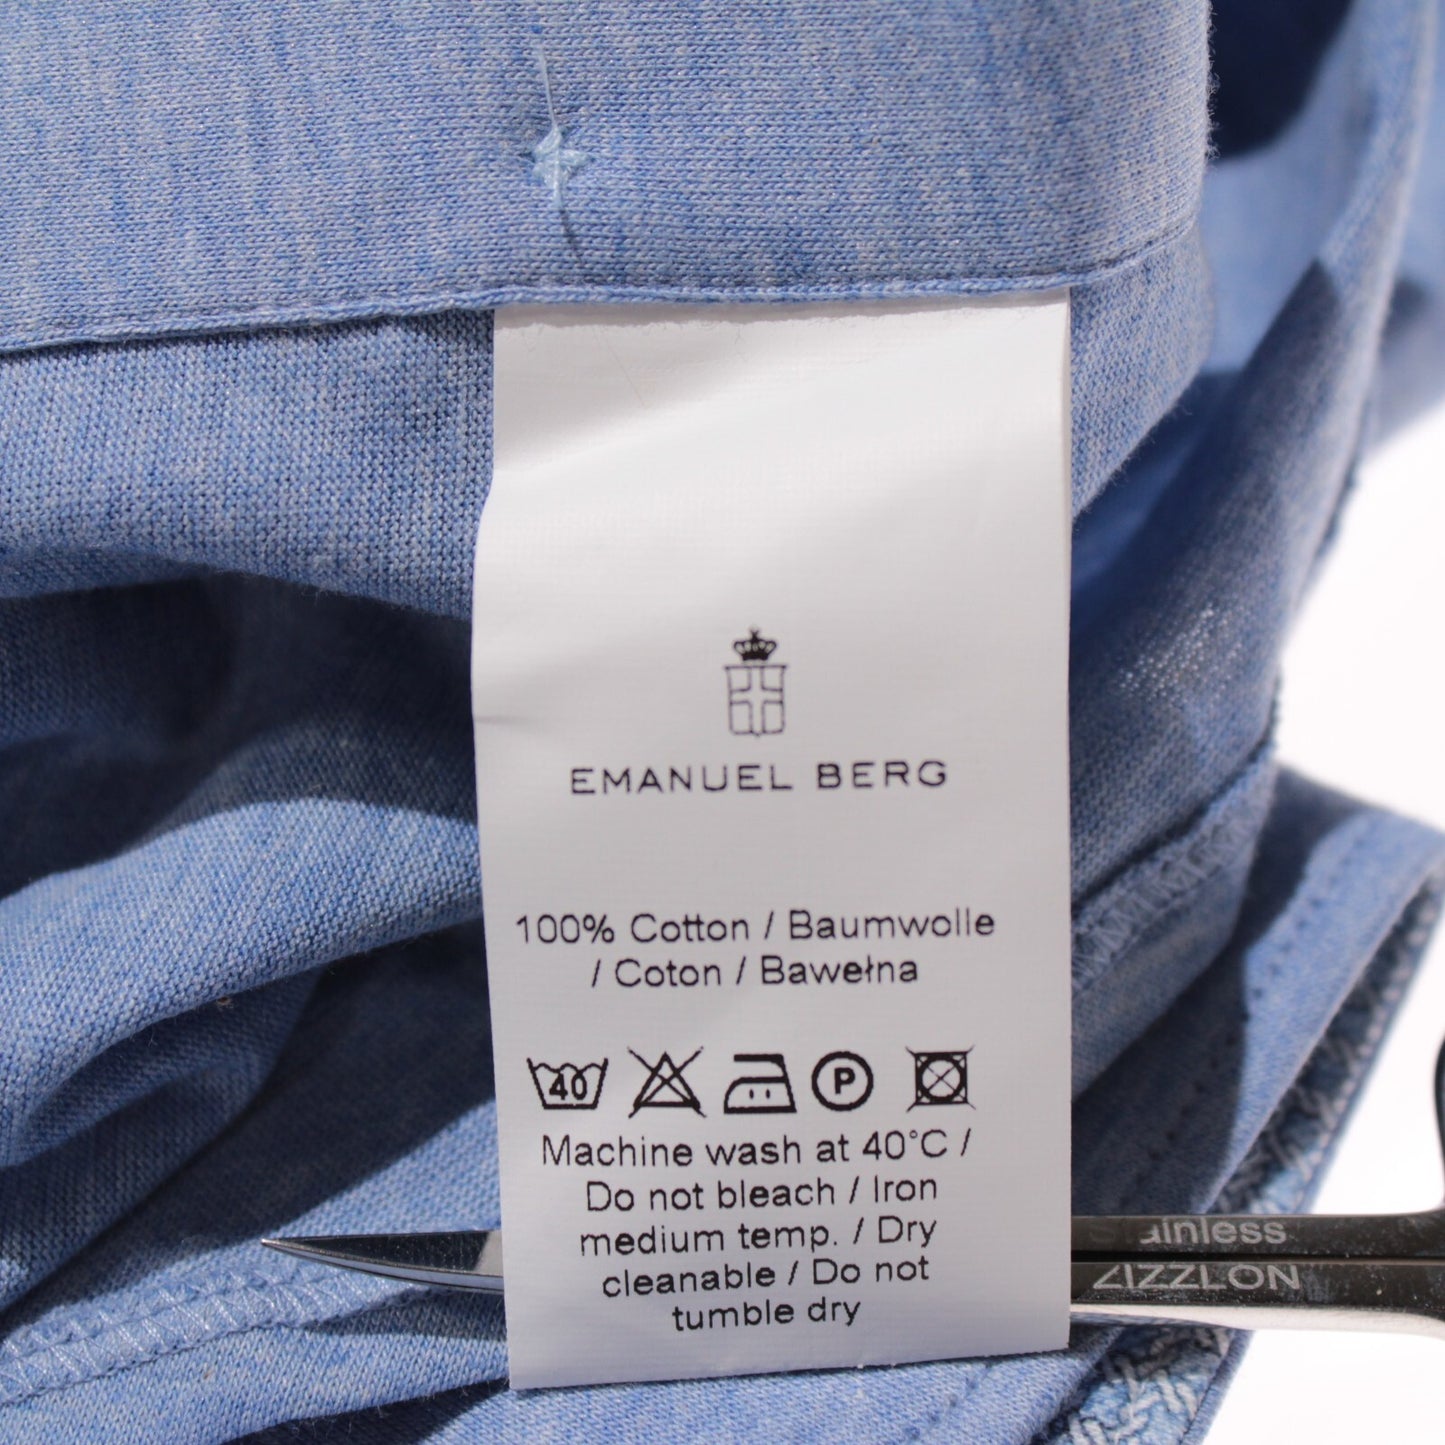 EMANUEL BERG
100% Cotton / Baumwolle
/ Coton / Bawełna
40 P
Machine wash at 40°C /
Do not bleach / Iron
medium temp. / Dry
cleanable / Do not
tumble dry
Stainless
ZIZZLON